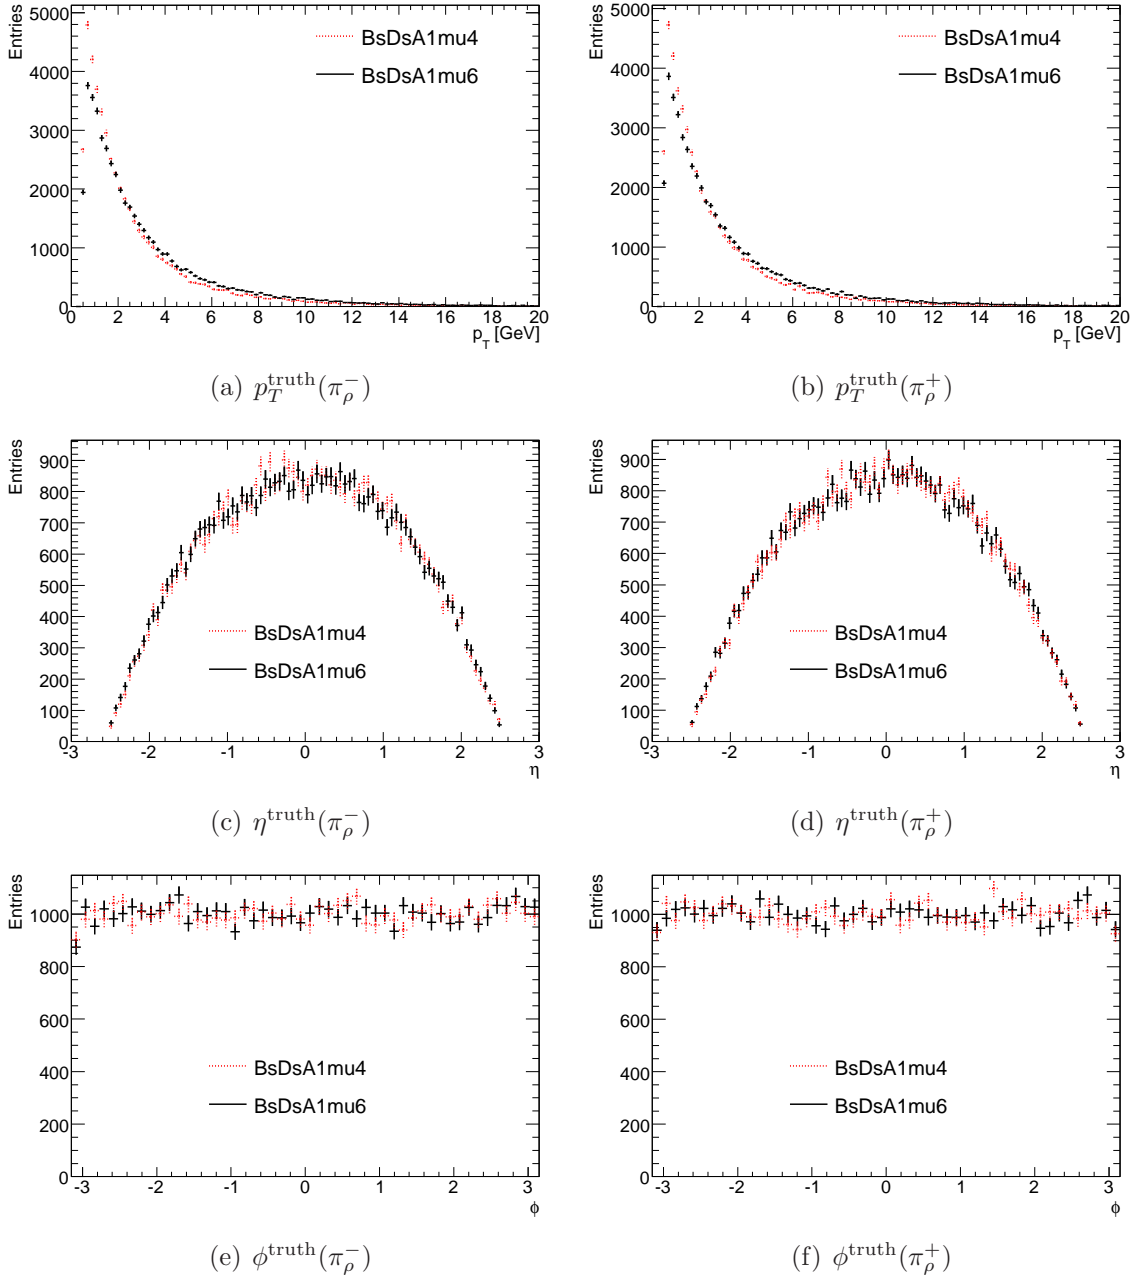 Entries
5000
4000
3000
2000
1000
0
BsDsA1mu4
BsDsA1mu6
0 2 4 6 8 10 12 14 16 18 20
p_T [GeV]
(a) p_T^truth(π_ρ^−)
Entries
5000
4000
3000
2000
1000
0
BsDsA1mu4
BsDsA1mu6
0 2 4 6 8 10 12 14 16 18 20
p_T [GeV]
(b) p_T^truth(π_ρ^+)
Entries
900
800
700
600
500
400
300
200
100
0
BsDsA1mu4
BsDsA1mu6
-3 -2 -1 0 1 2 3
η
(c) η^truth(π_ρ^−)
Entries
900
800
700
600
500
400
300
200
100
0
BsDsA1mu4
BsDsA1mu6
-3 -2 -1 0 1 2 3
η
(d) η^truth(π_ρ^+)
Entries
1000
800
600
400
200
0
BsDsA1mu4
BsDsA1mu6
-3 -2 -1 0 1 2 3
ϕ
(e) ϕ^truth(π_ρ^−)
Entries
1000
800
600
400
200
0
BsDsA1mu4
BsDsA1mu6
-3 -2 -1 0 1 2 3
ϕ
(f) ϕ^truth(π_ρ^+)